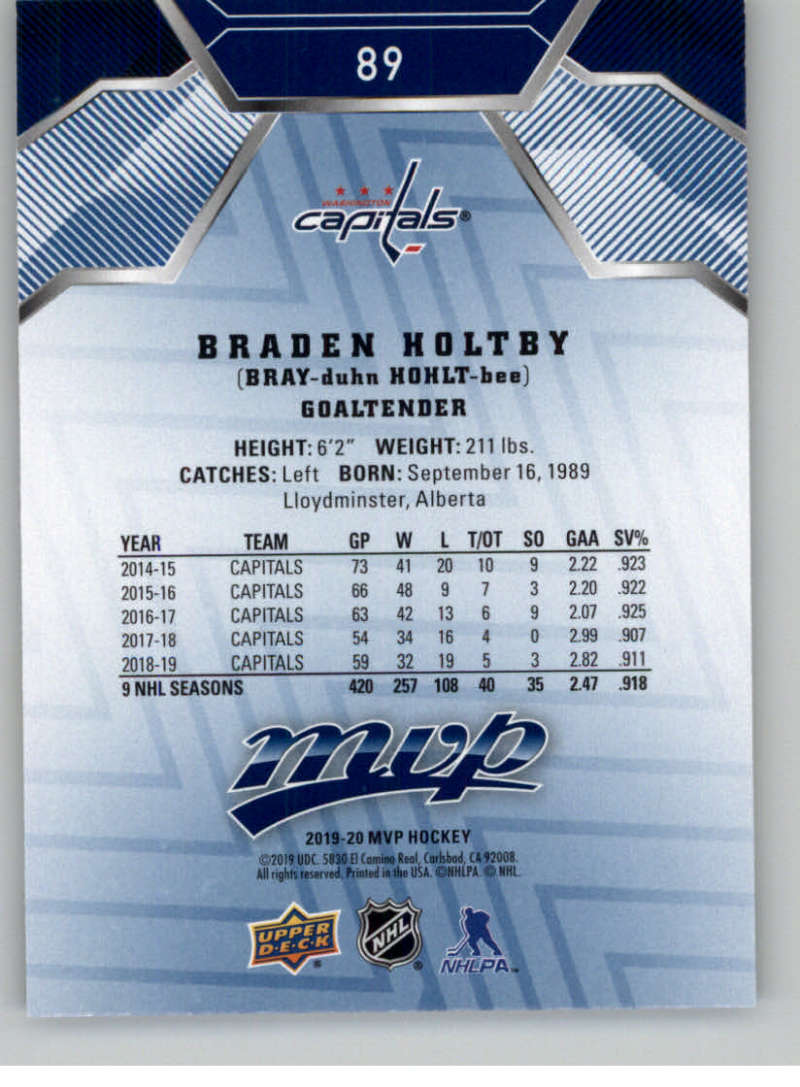 89
WASHINGTON
capitals®
BRADEN HOLTBY
(BRAY-duhn HOHLT-bee)
GOALTENDER
HEIGHT: 6'2" WEIGHT: 211 lbs.
CATCHES: Left BORN: September 16, 1989
Lloydminster, Alberta
YEAR TEAM GP W L T/OT SO GAA SV%
2014-15 CAPITALS 73 41 20 10 9 2.22 .923
2015-16 CAPITALS 66 48 9 7 3 2.20 .922
2016-17 CAPITALS 63 42 13 6 9 2.07 .925
2017-18 CAPITALS 54 34 16 4 0 2.99 .907
2018-19 CAPITALS 59 32 19 5 3 2.82 .911
9 NHL SEASONS 420 257 108 40 35 2.47 .918
mvp
2019-20 MVP HOCKEY
©2019 UDC. 5830 El Camino Real, Carlsbad, CA 92008.
All rights reserved. Printed in the USA. ©NHLPA. © NHL.
UPPER
D·E·C·K
NHL®
NHLPA™